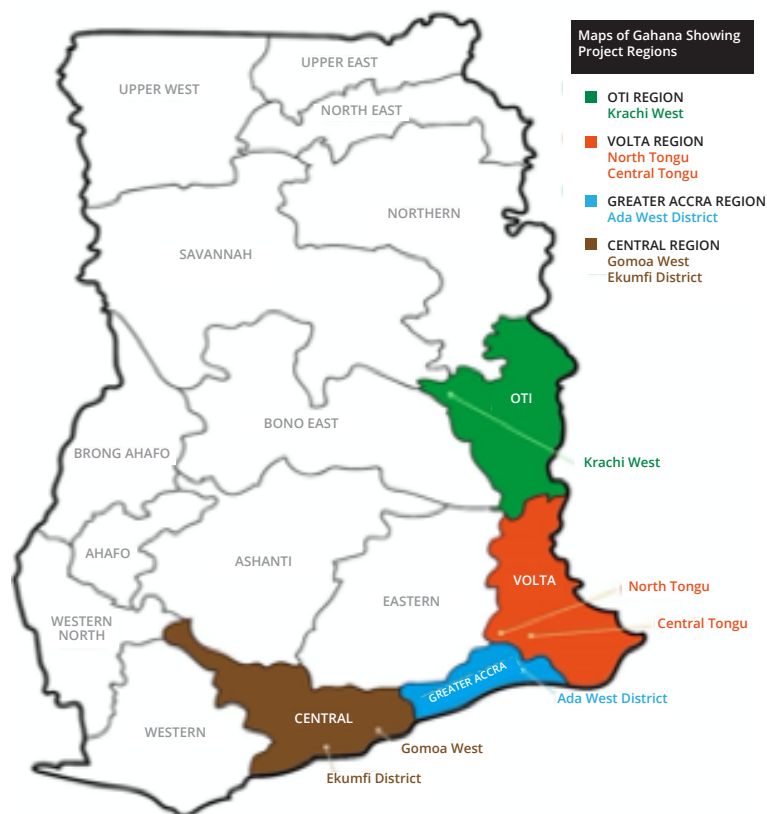 Maps of Gahana Showing
Project Regions
OTI REGION
Krachi West
VOLTA REGION
North Tongu
Central Tongu
GREATER ACCRA REGION
Ada West District
CENTRAL REGION
Gomoa West
Ekumfi District
UPPER EAST
UPPER WEST
NORTH EAST
NORTHERN
SAVANNAH
OTI
BONO EAST
BRONG AHAFO
Krachi West
AHAFO
ASHANTI
VOLTA
North Tongu
EASTERN
WESTERN
NORTH
Central Tongu
GREATER ACCRA
Ada West District
CENTRAL
WESTERN
Gomoa West
Ekumfi District